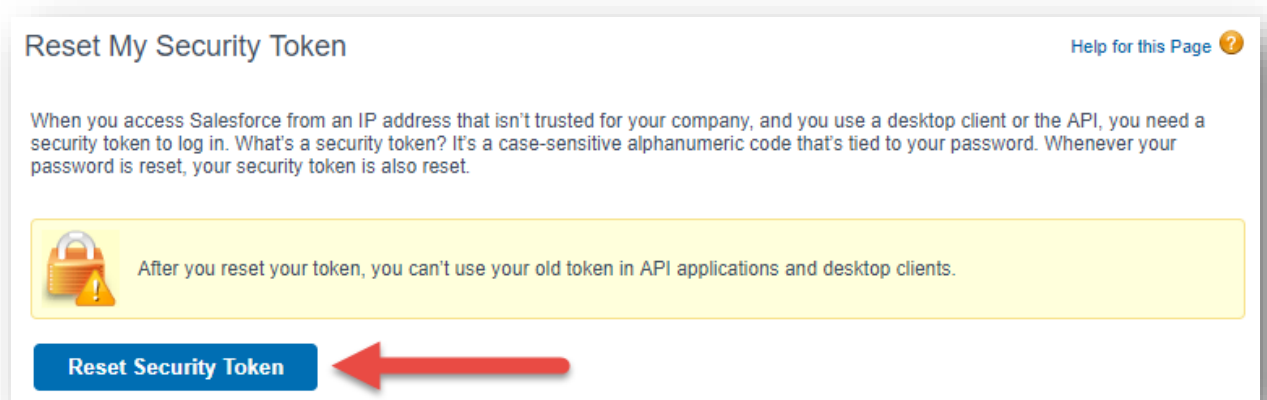 Reset My Security Token
Help for this Page ?
When you access Salesforce from an IP address that isn't trusted for your company, and you use a desktop client or the API, you need a
security token to log in. What's a security token? It's a case-sensitive alphanumeric code that's tied to your password. Whenever your
password is reset, your security token is also reset.
After you reset your token, you can't use your old token in API applications and desktop clients.
Reset Security Token